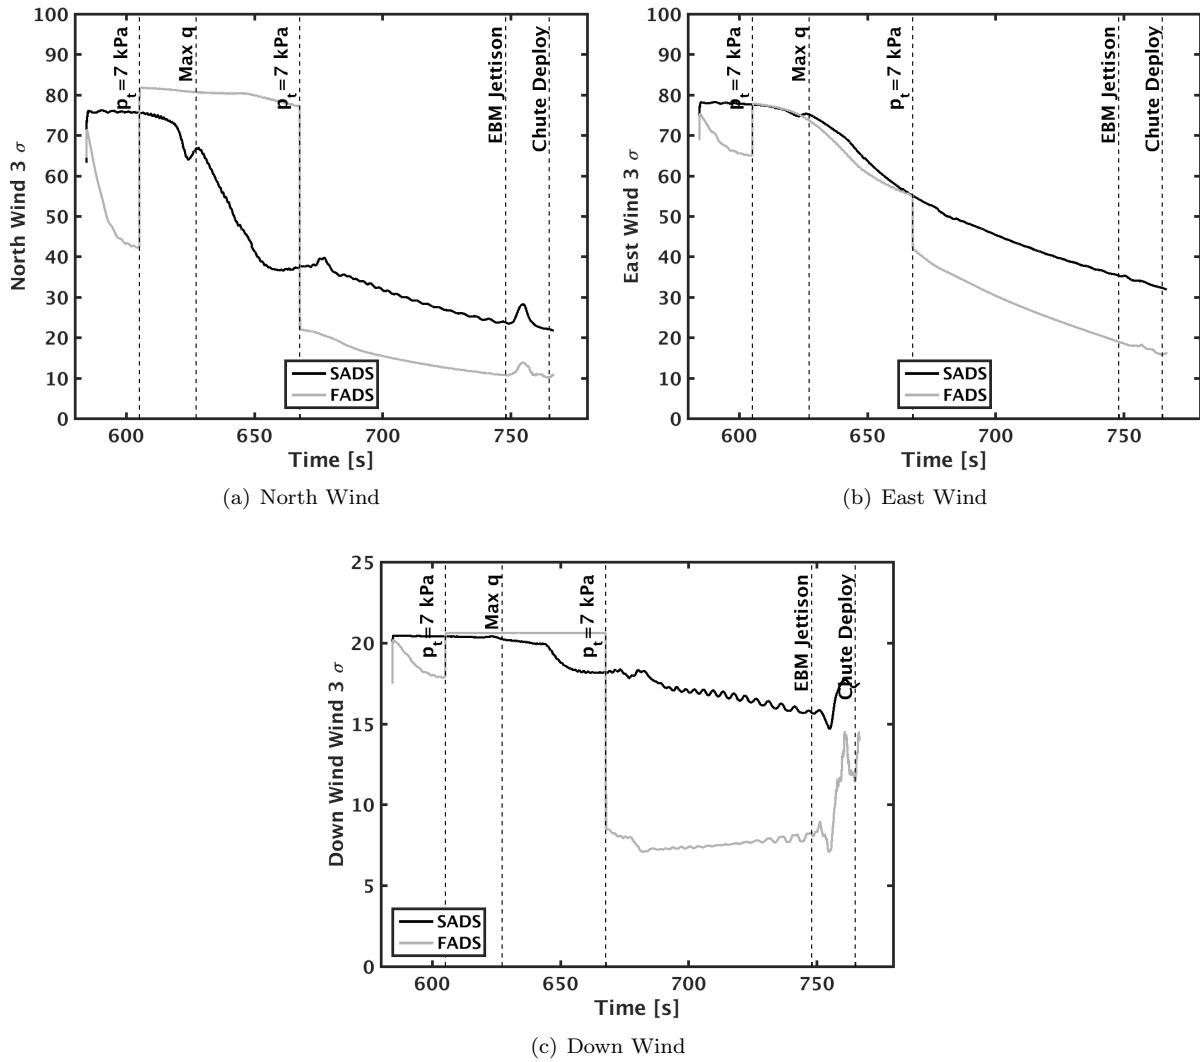 100
90
80
70
60
50
40
30
20
10
0
North Wind 3 σ
p_t=7 kPa
Max q
p_t=7 kPa
EBM Jettison
Chute Deploy
SADS
FADS
600
650
700
750
Time [s]
(a) North Wind
100
90
80
70
60
50
40
30
20
10
0
East Wind 3 σ
p_t=7 kPa
Max q
p_t=7 kPa
EBM Jettison
Chute Deploy
SADS
FADS
600
650
700
750
Time [s]
(b) East Wind
25
20
15
10
5
0
Down Wind Wind 3 σ
p_t=7 kPa
Max q
p_t=7 kPa
EBM Jettison
Chute Deploy
SADS
FADS
600
650
700
750
Time [s]
(c) Down Wind